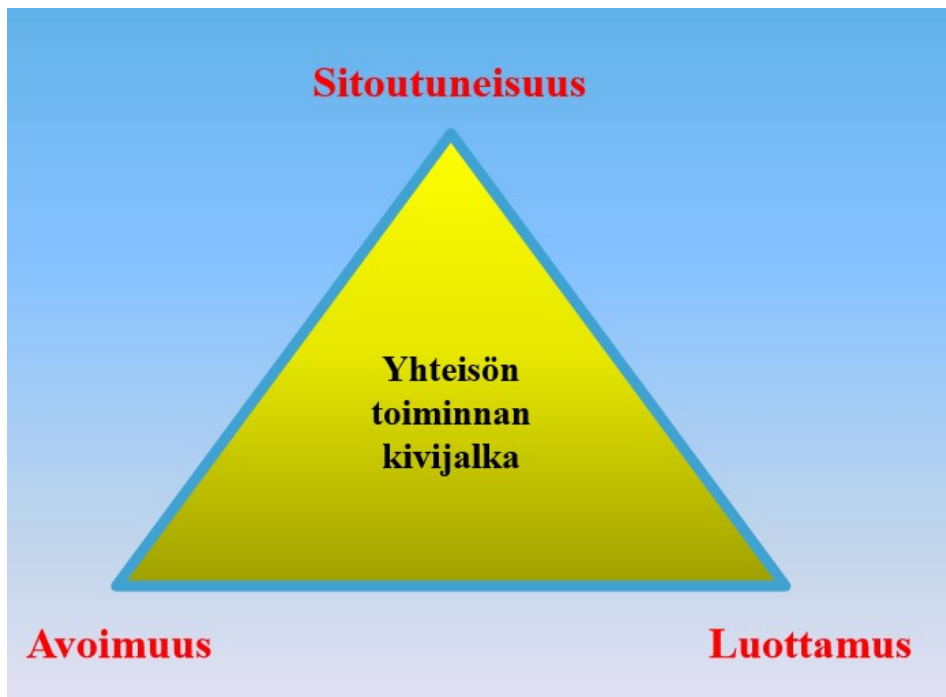 Sitoutuneisuus
Yhteisön
toiminnan
kivijalka
Avoimuus
Luottamus